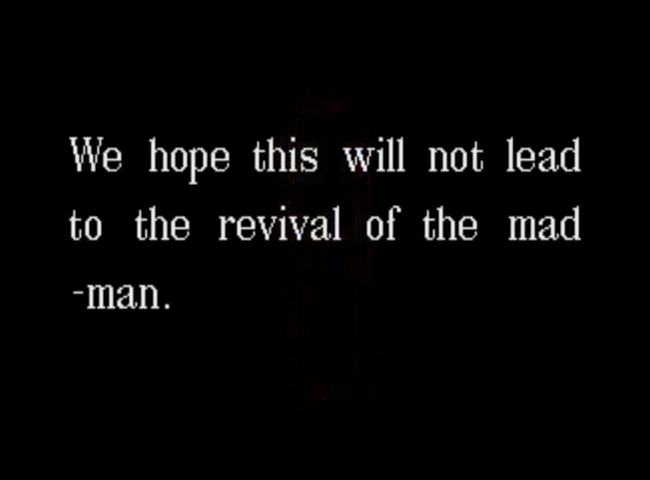 We hope this will not lead
to the revival of the mad
-man.